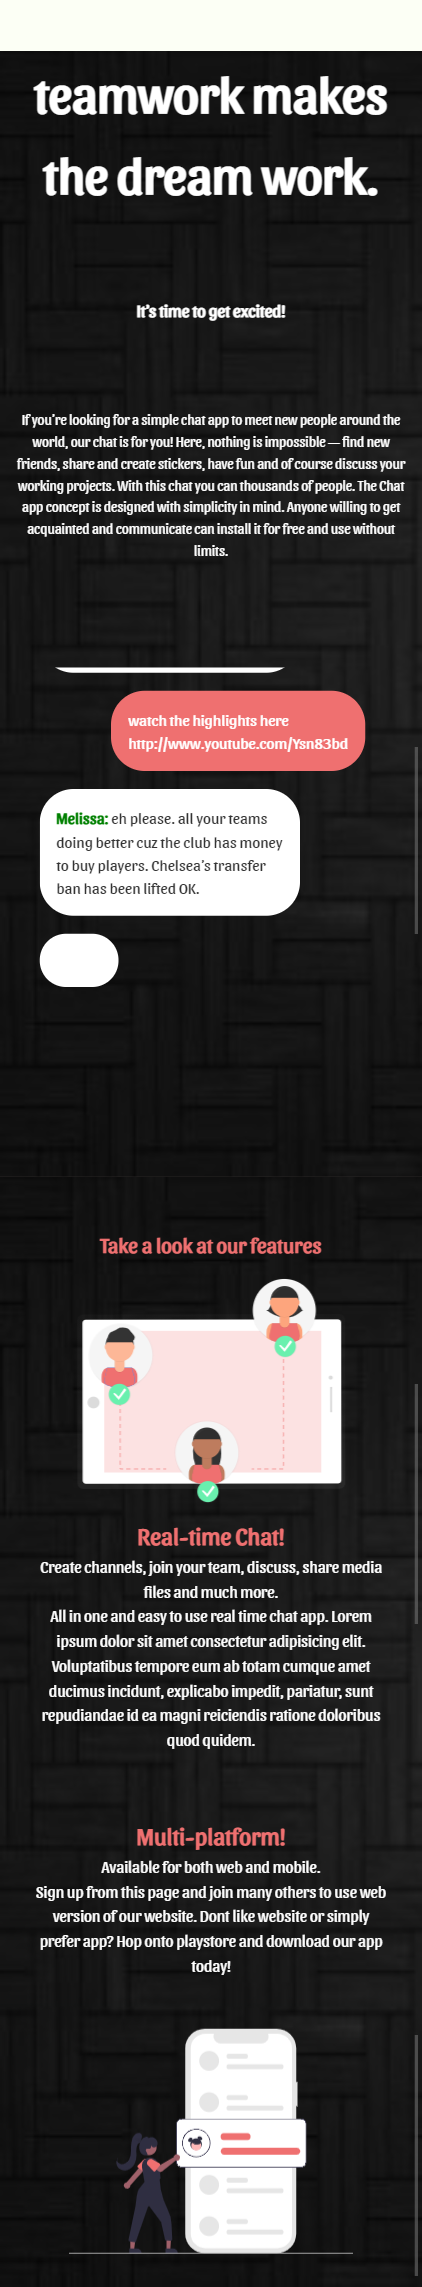 teamwork makes
the dream work.
It's time to get excited!
If you're looking for a simple chat app to meet new people around the
world, our chat is for you! Here, nothing is impossible — find new
friends, share and create stickers, have fun and of course discuss your
working projects. With this chat you can thousands of people. The Chat
app concept is designed with simplicity in mind. Anyone willing to get
acquainted and communicate can install it for free and use without
limits.
watch the highlights here
http://www.youtube.com/Ysn83bd
Melissa: eh please. all your teams
doing better cuz the club has money
to buy players. Chelsea's transfer
ban has been lifted OK.
Take a look at our features
Real-time Chat!
Create channels, join your team, discuss, share media
files and much more.
All in one and easy to use real time chat app. Lorem
ipsum dolor sit amet consectetur adipisicing elit.
Voluptatibus tempore eum ab totam cumque amet
ducimus incidunt, explicabo impedit, pariatur, sunt
repudiandae id ea magni reiciendis ratione doloribus
quod quidem.
Multi-platform!
Available for both web and mobile.
Sign up from this page and join many others to use web
version of our website. Dont like website or simply
prefer app? Hop onto playstore and download our app
today!